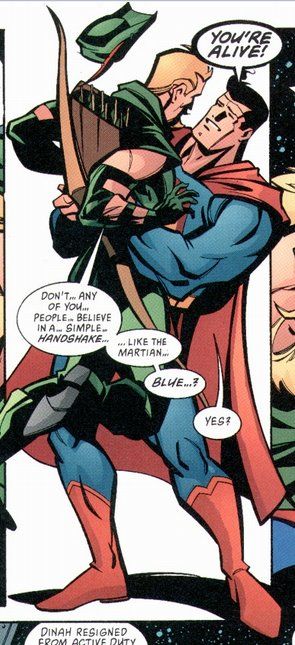 YOU'RE
ALIVE!
DON'T... ANY
OF YOU...
PEOPLE... BELIEVE
IN A... SIMPLE...
HANDSHAKE...
... LIKE THE
MARTIAN...
BLUE...?
YES?
DINAH RESIGNED
FROM ACTIVE DUTY